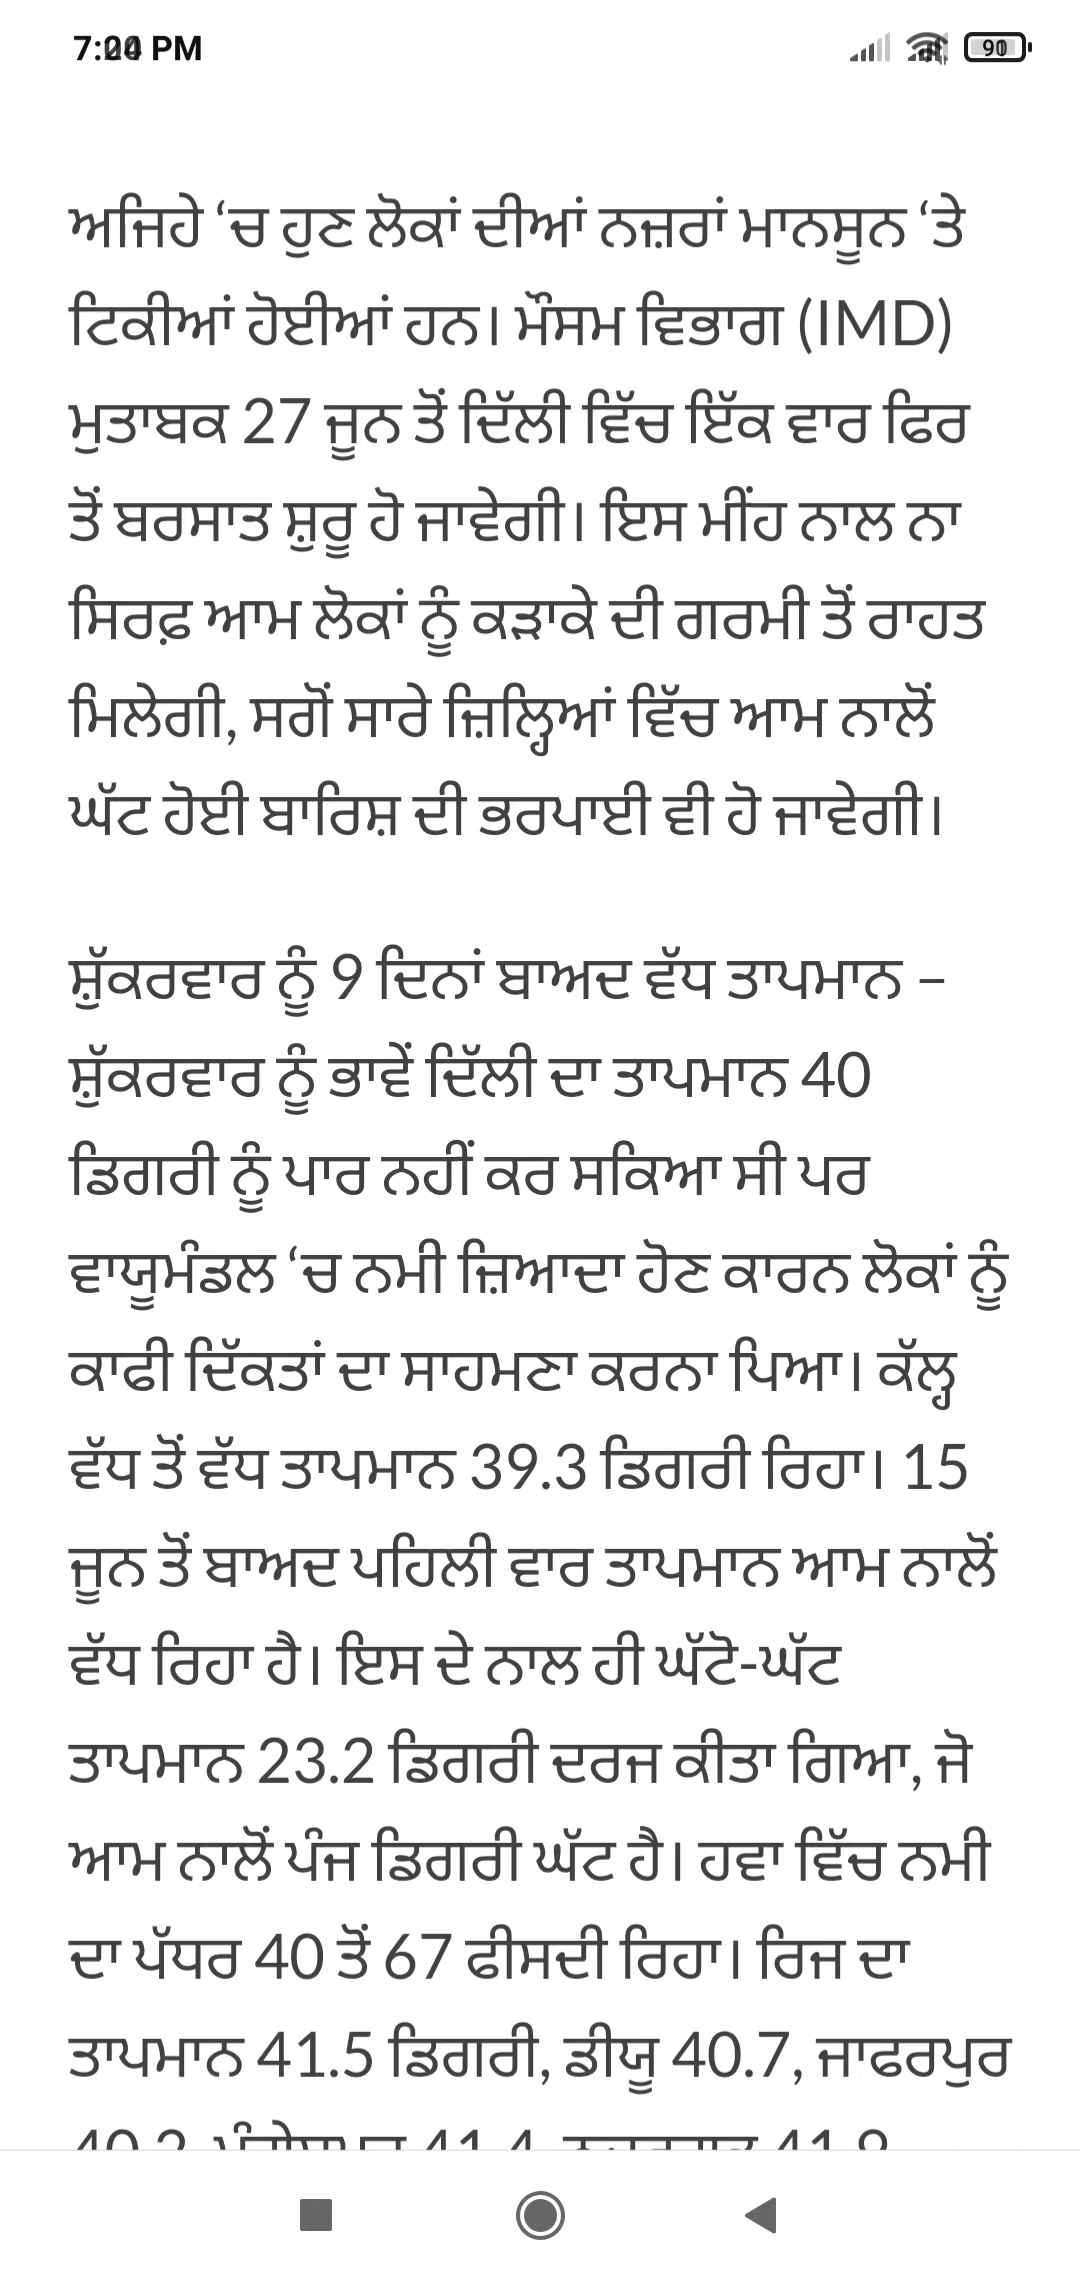 PM
ਅਜਿਹੇ ‘ਚ ਹੁਣ ਲੋਕਾਂ ਦੀਆਂ ਨਜ਼ਰਾਂ ਮਾਨਸੂਨ ‘ਤੇ
ਟਿਕੀਆਂ ਹੋਈਆਂ ਹਨ। ਮੌਸਮ ਵਿਭਾਗ (IMD)
ਮੁਤਾਬਕ 27 ਜੂਨ ਤੋਂ ਦਿੱਲੀ ਵਿੱਚ ਇੱਕ ਵਾਰ ਫਿਰ
ਤੋਂ ਬਰਸਾਤ ਸ਼ੁਰੂ ਹੋ ਜਾਵੇਗੀ। ਇਸ ਮੀਂਹ ਨਾਲ ਨਾ
ਸਿਰਫ਼ ਆਮ ਲੋਕਾਂ ਨੂੰ ਕੜਾਕੇ ਦੀ ਗਰਮੀ ਤੋਂ ਰਾਹਤ
ਮਿਲੇਗੀ, ਸਗੋਂ ਸਾਰੇ ਜ਼ਿਲ੍ਹਿਆਂ ਵਿੱਚ ਆਮ ਨਾਲੋਂ
ਘੱਟ ਹੋਈ ਬਾਰਿਸ਼ ਦੀ ਭਰਪਾਈ ਵੀ ਹੋ ਜਾਵੇਗੀ।
ਸ਼ੁੱਕਰਵਾਰ ਨੂੰ 9 ਦਿਨਾਂ ਬਾਅਦ ਵੱਧ ਤਾਪਮਾਨ –
ਸ਼ੁੱਕਰਵਾਰ ਨੂੰ ਭਾਵੇਂ ਦਿੱਲੀ ਦਾ ਤਾਪਮਾਨ 40
ਡਿਗਰੀ ਨੂੰ ਪਾਰ ਨਹੀਂ ਕਰ ਸਕਿਆ ਸੀ ਪਰ
ਵਾਯੂਮੰਡਲ ‘ਚ ਨਮੀ ਜ਼ਿਆਦਾ ਹੋਣ ਕਾਰਨ ਲੋਕਾਂ ਨੂੰ
ਕਾਫੀ ਦਿੱਕਤਾਂ ਦਾ ਸਾਹਮਣਾ ਕਰਨਾ ਪਿਆ। ਕੱਲ੍ਹ
ਵੱਧ ਤੋਂ ਵੱਧ ਤਾਪਮਾਨ 39.3 ਡਿਗਰੀ ਰਿਹਾ। 15
ਜੂਨ ਤੋਂ ਬਾਅਦ ਪਹਿਲੀ ਵਾਰ ਤਾਪਮਾਨ ਆਮ ਨਾਲੋਂ
ਵੱਧ ਰਿਹਾ ਹੈ। ਇਸ ਦੇ ਨਾਲ ਹੀ ਘੱਟੋ-ਘੱਟ
ਤਾਪਮਾਨ 23.2 ਡਿਗਰੀ ਦਰਜ ਕੀਤਾ ਗਿਆ, ਜੋ
ਆਮ ਨਾਲੋਂ ਪੰਜ ਡਿਗਰੀ ਘੱਟ ਹੈ। ਹਵਾ ਵਿੱਚ ਨਮੀ
ਦਾ ਪੱਧਰ 40 ਤੋਂ 67 ਫੀਸਦੀ ਰਿਹਾ। ਰਿਜ ਦਾ
ਤਾਪਮਾਨ 41.5 ਡਿਗਰੀ, ਡੀਯੂ 40.7, ਜਾਫਰਪੁਰ